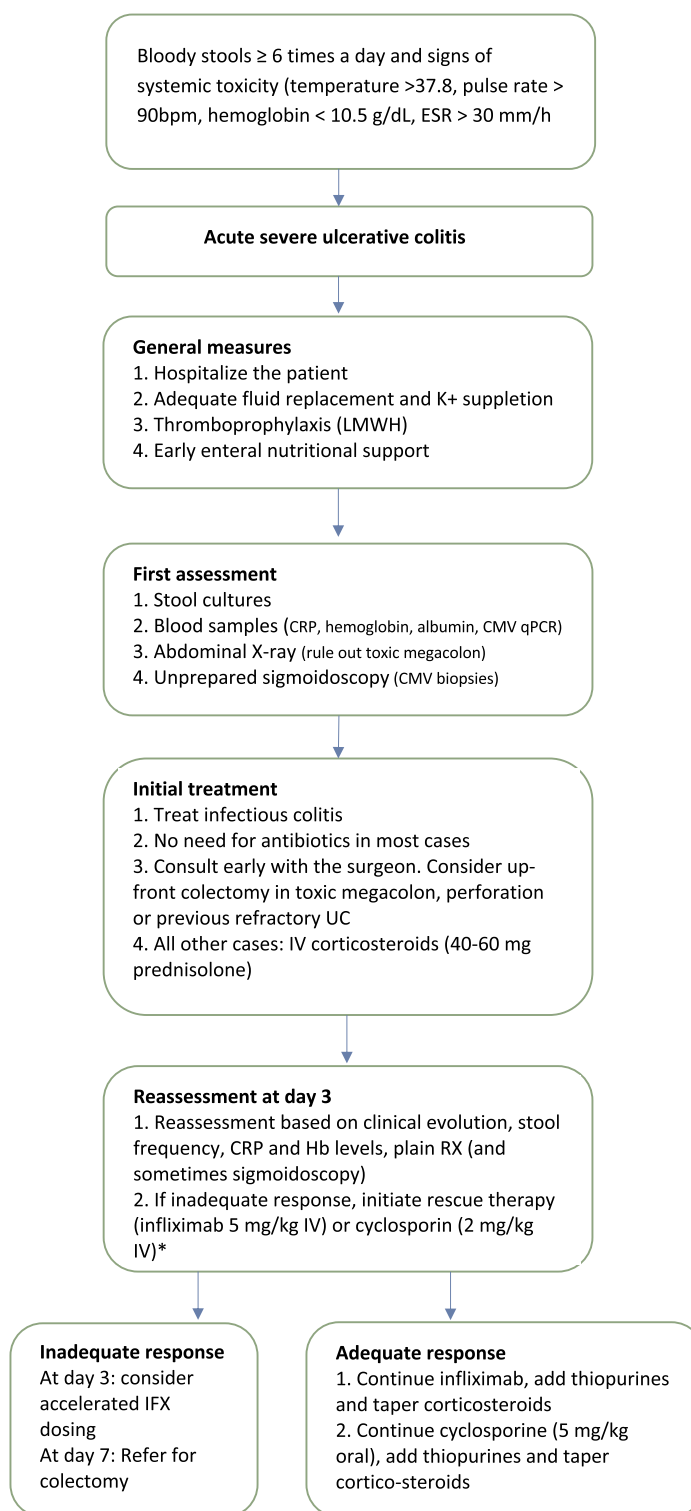 Bloody stools ≥ 6 times a day and signs of
systemic toxicity (temperature >37.8, pulse rate >
90bpm, hemoglobin < 10.5 g/dL, ESR > 30 mm/h
Acute severe ulcerative colitis
General measures
1. Hospitalize the patient
2. Adequate fluid replacement and K+ suppletion
3. Thromboprophylaxis (LMWH)
4. Early enteral nutritional support
First assessment
1. Stool cultures
2. Blood samples (CRP, hemoglobin, albumin, CMV qPCR)
3. Abdominal X-ray (rule out toxic megacolon)
4. Unprepared sigmoidoscopy (CMV biopsies)
Initial treatment
1. Treat infectious colitis
2. No need for antibiotics in most cases
3. Consult early with the surgeon. Consider up-
front colectomy in toxic megacolon, perforation
or previous refractory UC
4. All other cases: IV corticosteroids (40-60 mg
prednisolone)
Reassessment at day 3
1. Reassessment based on clinical evolution, stool
frequency, CRP and Hb levels, plain RX (and
sometimes sigmoidoscopy)
2. If inadequate response, initiate rescue therapy
(infliximab 5 mg/kg IV) or cyclosporin (2 mg/kg
IV)*
Inadequate response
At day 3: consider
accelerated IFX
dosing
At day 7: Refer for
colectomy
Adequate response
1. Continue infliximab, add thiopurines
and taper corticosteroids
2. Continue cyclosporine (5 mg/kg
oral), add thiopurines and taper
cortico-steroids